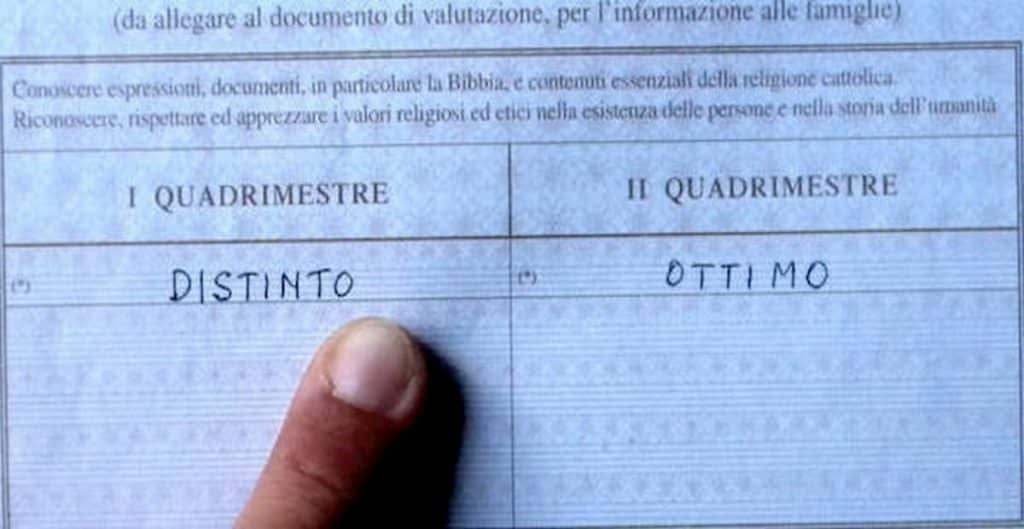 (da allegare al documento di valutazione, per l'informazione alle famiglie)
Conoscere espressioni, documenti, in particolare la Bibbia, e contenuti essenziali della religione cattolica.
Riconoscere, rispettare ed apprezzare i valori religiosi ed etici nella esistenza delle persone e nella storia dell'umanità
I QUADRIMESTRE
II QUADRIMESTRE
(*) DISTINTO
(*) OTTIMO